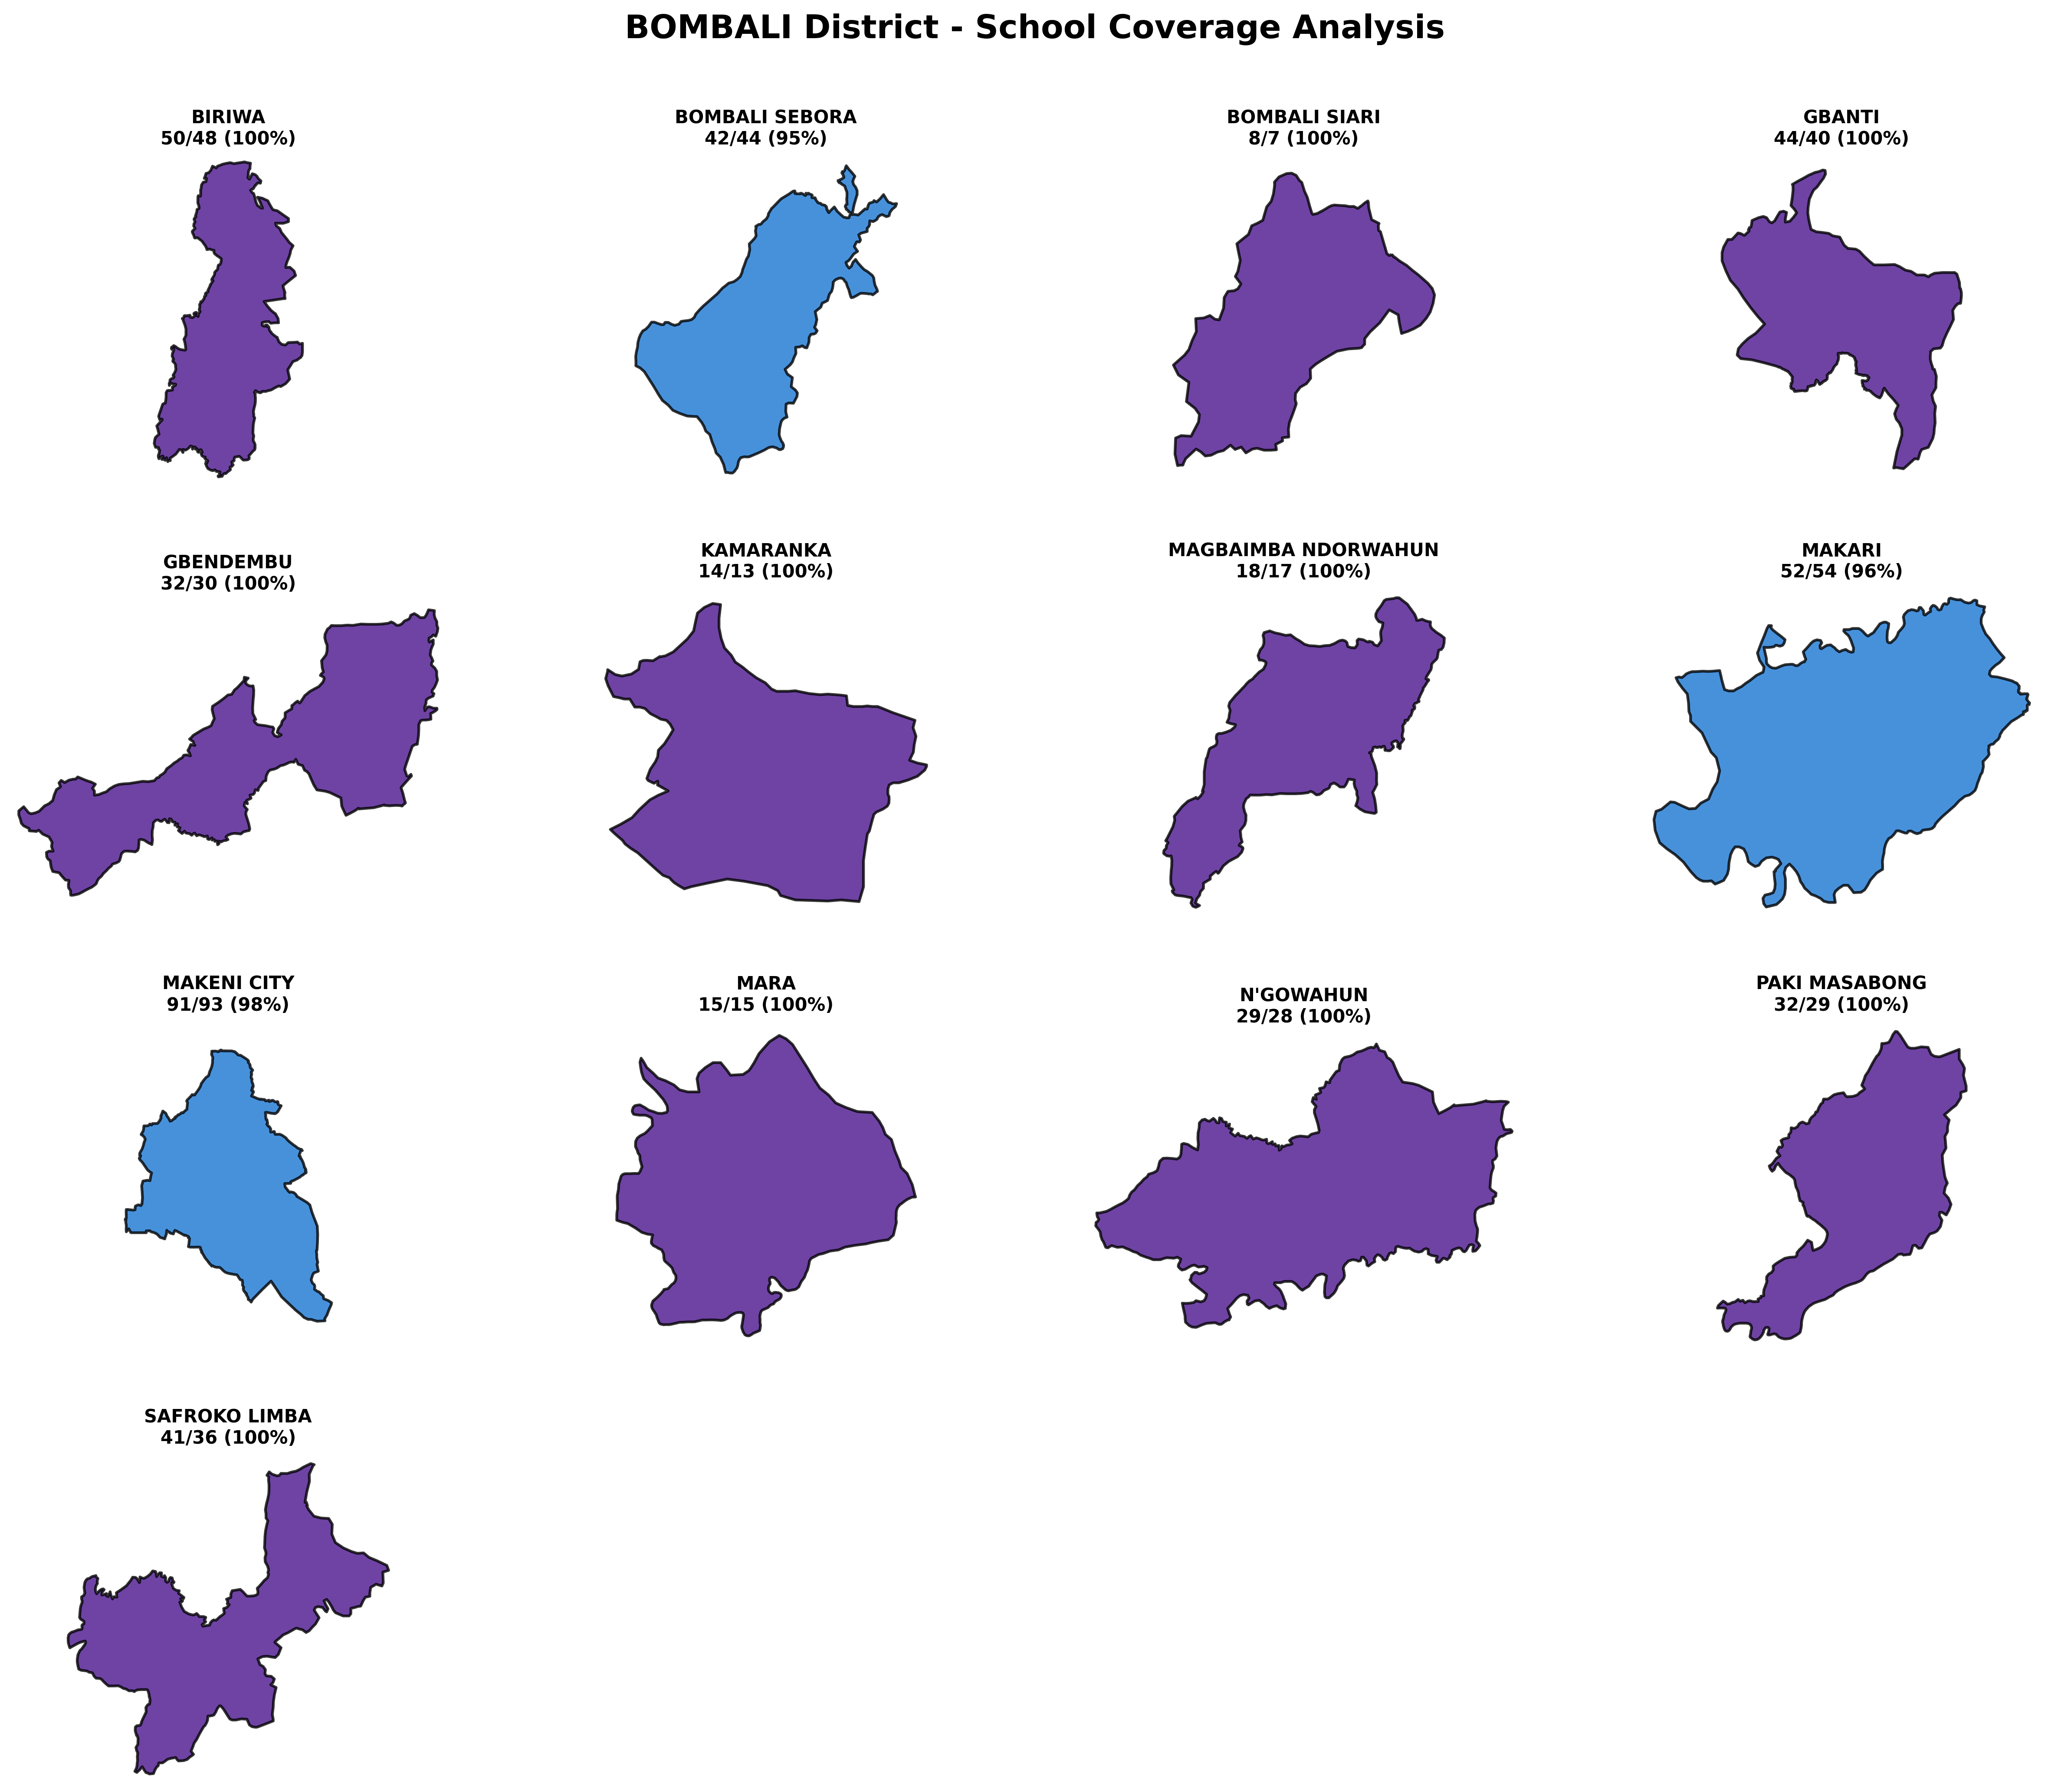 BOMBALI District - School Coverage Analysis
BIRIWA
50/48 (100%)
BOMBALI SEBORA
42/44 (95%)
BOMBALI SIARI
8/7 (100%)
GBANTI
44/40 (100%)
GBENDEMBU
32/30 (100%)
KAMARANKA
14/13 (100%)
MAGBAIMBA NDORWAHUN
18/17 (100%)
MAKARI
52/54 (96%)
MAKENI CITY
91/93 (98%)
MARA
15/15 (100%)
N'GOWAHUN
29/28 (100%)
PAKI MASABONG
32/29 (100%)
SAFROKO LIMBA
41/36 (100%)